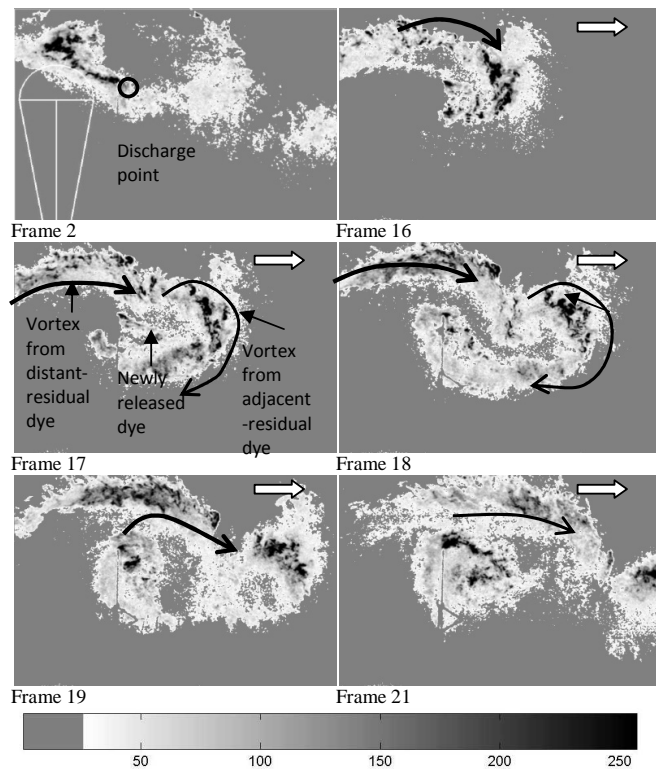 Discharge
point
Frame 2
Frame 16
Vortex
from
distant-
residual
dye
Newly
released
dye
Vortex
from
adjacent
-residual
dye
Frame 17
Frame 18
Frame 19
Frame 21
50 100 150 200 250